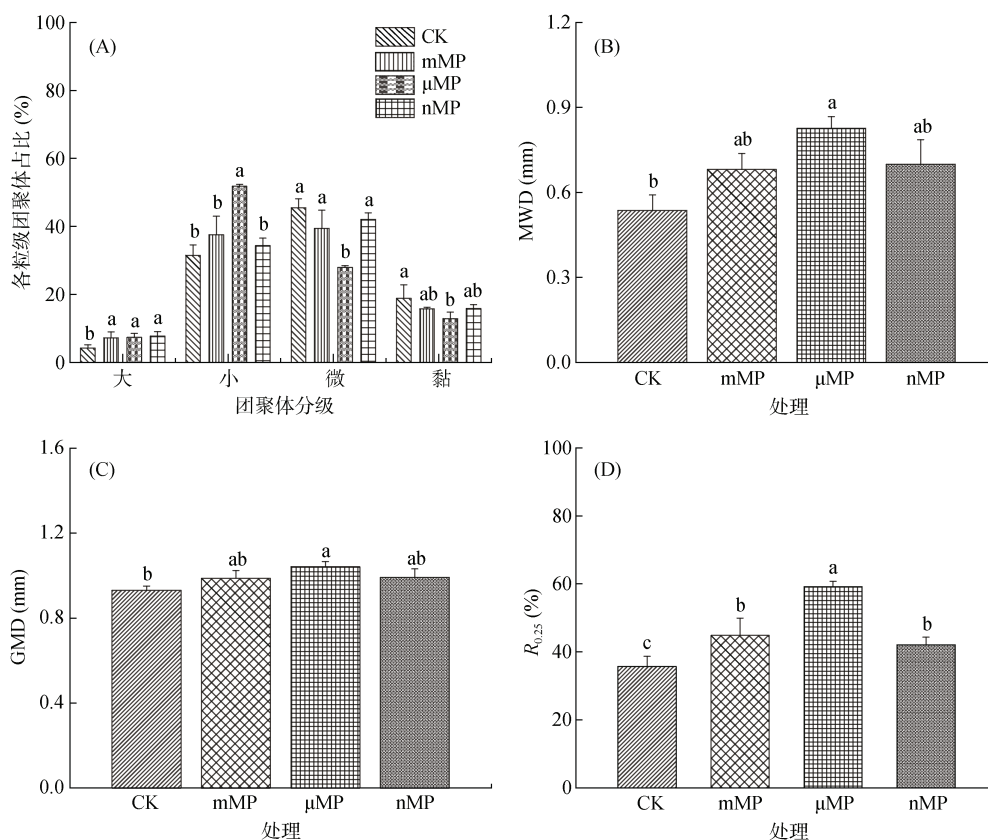 (A)
CK
mMP
μMP
nMP
各粒级团聚体占比 (%)
100
80
60
40
20
0
b
a
a
a
b
b
a
b
a
a
b
a
a
ab
b
ab
大
小
微
黏
团聚体分级
(B)
MWD (mm)
1.2
0.9
0.6
0.3
0.0
b
ab
a
ab
CK
mMP
μMP
nMP
处理
(C)
GMD (mm)
1.6
1.2
0.8
0.4
0.0
b
ab
a
ab
CK
mMP
μMP
nMP
处理
(D)
R0.25 (%)
100
80
60
40
20
0
c
b
a
b
CK
mMP
μMP
nMP
处理